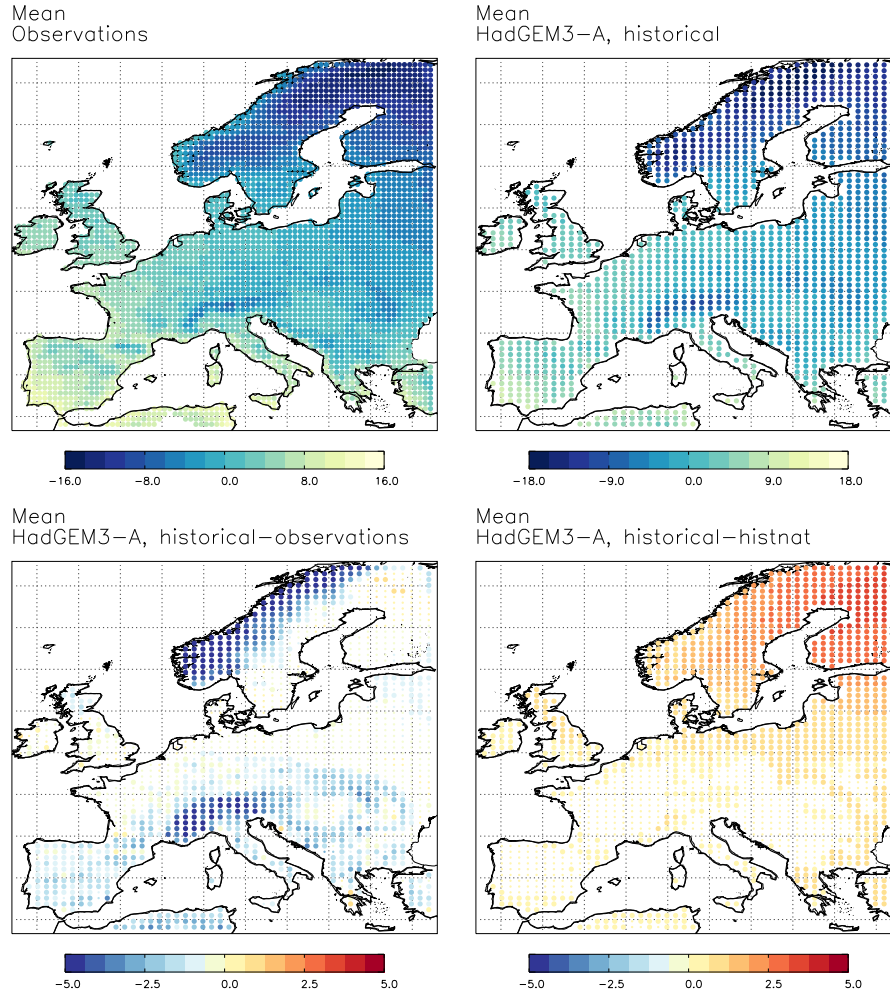 Mean
Observations
-16.0 -8.0 0.0 8.0 16.0
Mean
HadGEM3-A, historical
-18.0 -9.0 0.0 9.0 18.0
Mean
HadGEM3-A, historical-observations
-5.0 -2.5 0.0 2.5 5.0
Mean
HadGEM3-A, historical-histnat
-5.0 -2.5 0.0 2.5 5.0